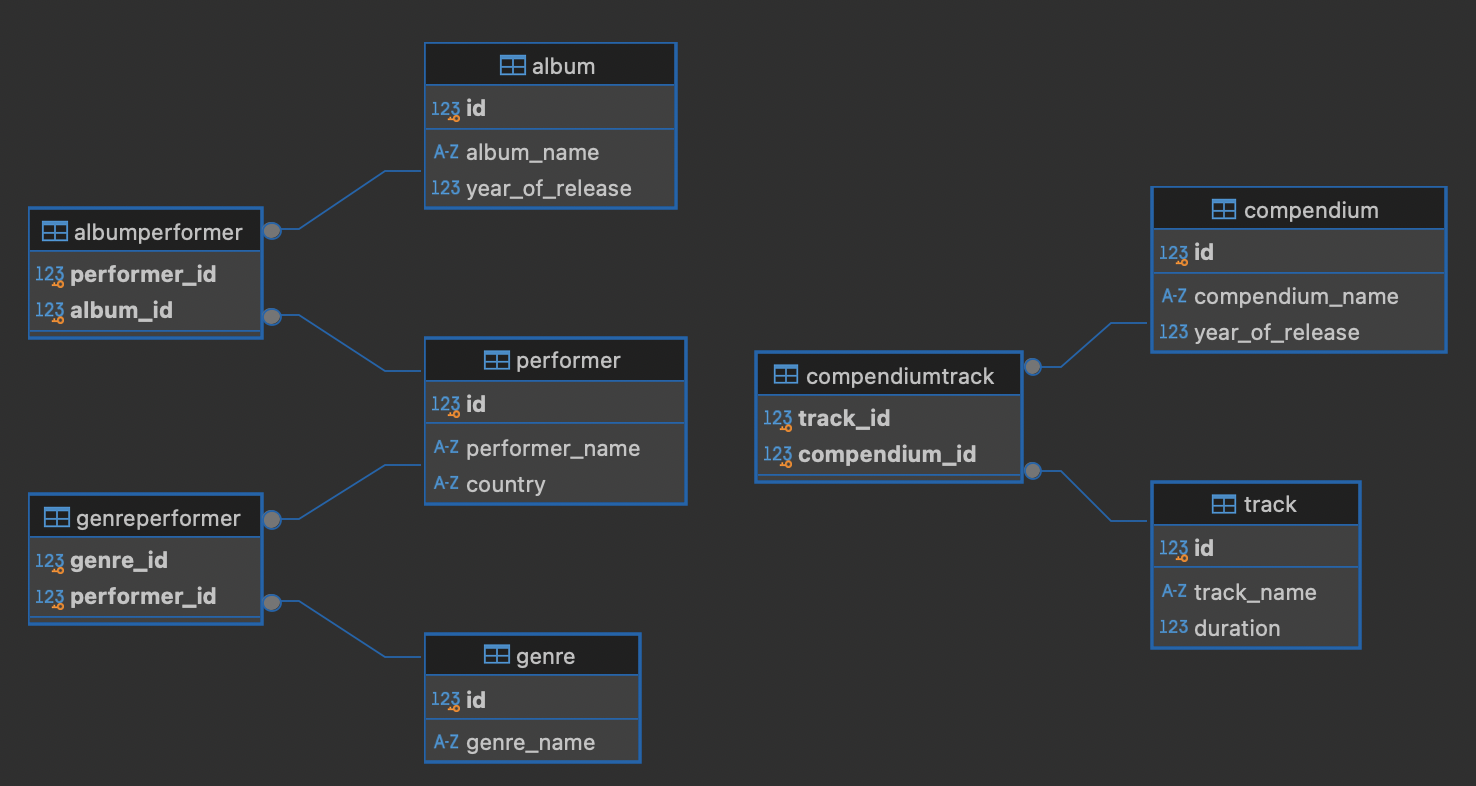 album
123 id
A-Z album_name
123 year_of_release
albumperformer
123 performer_id
123 album_id
performer
123 id
A-Z performer_name
A-Z country
genreperformer
123 genre_id
123 performer_id
genre
123 id
A-Z genre_name
compendium
123 id
A-Z compendium_name
123 year_of_release
compendiumtrack
123 track_id
123 compendium_id
track
123 id
A-Z track_name
123 duration